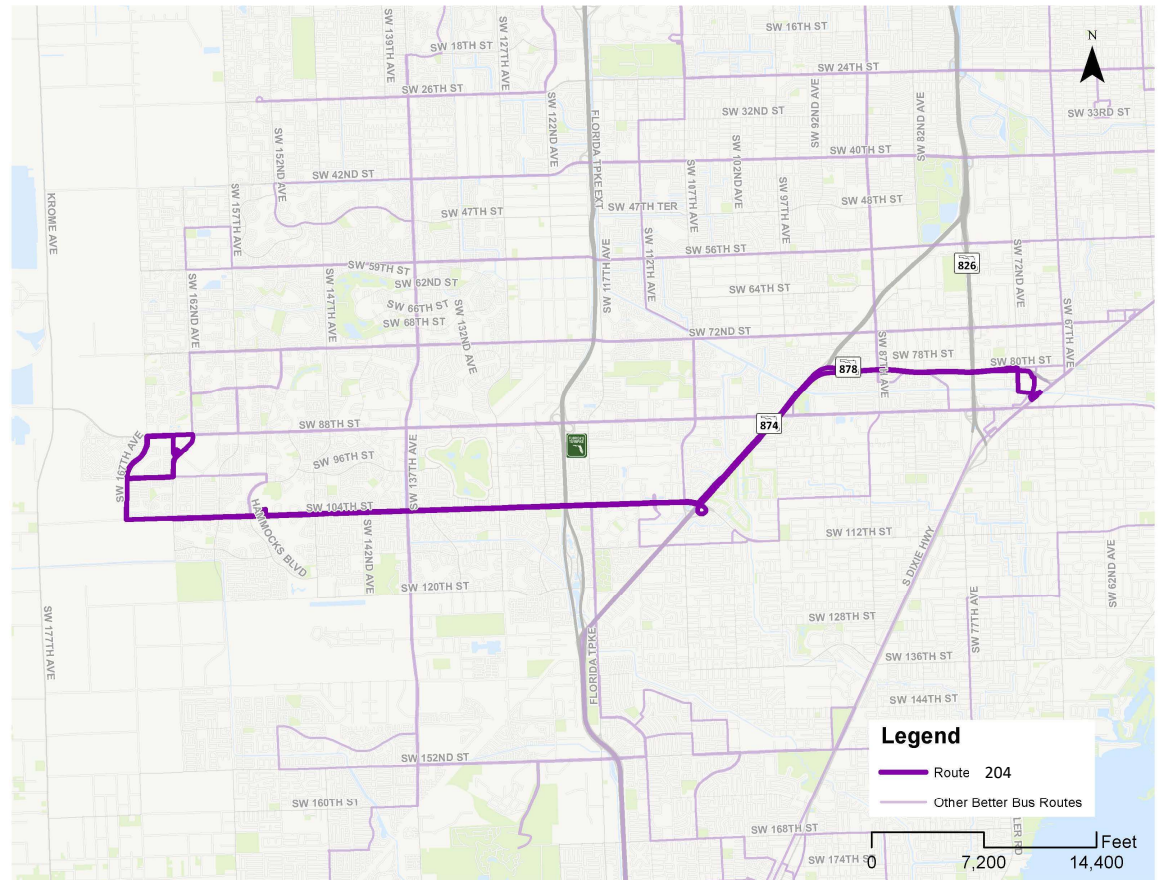 SW 16TH ST
SW 139TH AVE
SW 127TH AVE
SW 18TH ST
N
SW 24TH ST
SW 26TH ST
SW 122ND AVE
SW 92ND AVE
SW 82ND AVE
SW 32ND ST
SW 33RD ST
FLORIDA TPKE EXT
SW 152ND AVE
SW 102ND AVE
SW 40TH ST
SW 42ND ST
SW 107TH AVE
SW 97TH AVE
KROME AVE
SW 157TH AVE
SW 47TH ST
SW 47TH TER
SW 48TH ST
SW 117TH AVE
SW 112TH AVE
SW 56TH ST
SW 72ND AVE
826
SW 59TH ST
SW 62ND ST
SW 147TH AVE
SW 162ND AVE
SW 64TH ST
SW 66TH ST
SW 68TH ST
SW 132ND AVE
SW 67TH AVE
SW 72ND ST
SW 87TH AVE
SW 78TH ST
SW 80TH ST
878
SW 88TH ST
874
SW 167TH AVE
SW 137TH AVE
SW 96TH ST
SW 104TH ST
HAMMOCKS BLVD
SW 142ND AVE
SW 112TH ST
S DIXIE HWY
SW 62ND AVE
SW 120TH ST
SW 77TH AVE
SW 177TH AVE
SW 128TH ST
FLORIDA TPKE
SW 136TH ST
SW 144TH ST
Legend
SW 152ND ST
Route 204
Other Better Bus Routes
SW 160TH ST
SW 168TH ST
LER RD
Feet
SW 174TH ST
0 7,200 14,400